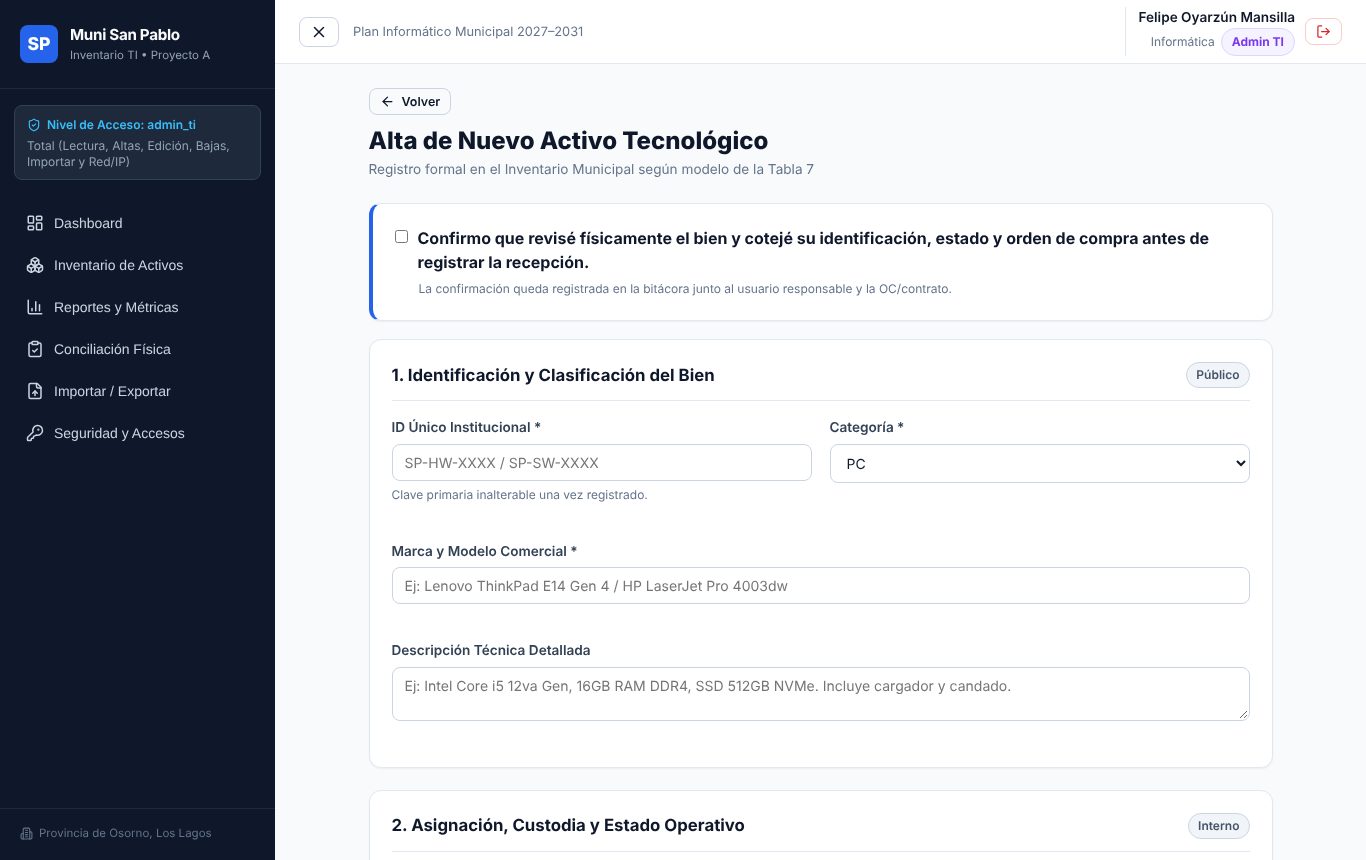 SP
Muni San Pablo
Inventario TI • Proyecto A
Nivel de Acceso: admin_ti
Total (Lectura, Altas, Edición, Bajas,
Importar y Red/IP)
Dashboard
Inventario de Activos
Reportes y Métricas
Conciliación Física
Importar / Exportar
Seguridad y Accesos
Provincia de Osorno, Los Lagos
Plan Informático Municipal 2027–2031
Felipe Oyarzún Mansilla
Informática
Admin TI
Volver
Alta de Nuevo Activo Tecnológico
Registro formal en el Inventario Municipal según modelo de la Tabla 7
Confirmo que revisé físicamente el bien y cotejé su identificación, estado y orden de compra antes de
registrar la recepción.
La confirmación queda registrada en la bitácora junto al usuario responsable y la OC/contrato.
1. Identificación y Clasificación del Bien
Público
ID Único Institucional *
Categoría *
SP-HW-XXXX / SP-SW-XXXX
PC
Clave primaria inalterable una vez registrado.
Marca y Modelo Comercial *
Ej: Lenovo ThinkPad E14 Gen 4 / HP LaserJet Pro 4003dw
Descripción Técnica Detallada
Ej: Intel Core i5 12va Gen, 16GB RAM DDR4, SSD 512GB NVMe. Incluye cargador y candado.
2. Asignación, Custodia y Estado Operativo
Interno